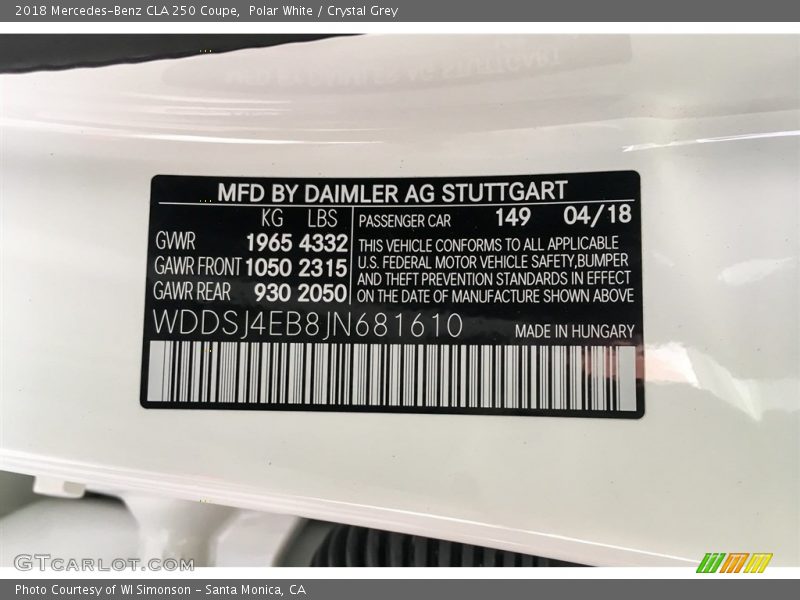 2018 Mercedes-Benz CLA 250 Coupe, Polar White / Crystal Grey
MFD BY DAIMLER AG STUTTGART
KG LBS
GVWR 1965 4332
GAWR FRONT 1050 2315
GAWR REAR 930 2050
PASSENGER CAR 149 04/18
THIS VEHICLE CONFORMS TO ALL APPLICABLE
U.S. FEDERAL MOTOR VEHICLE SAFETY,BUMPER
AND THEFT PREVENTION STANDARDS IN EFFECT
ON THE DATE OF MANUFACTURE SHOWN ABOVE
WDDSJ4EB8JN681610 MADE IN HUNGARY
GTCARLOT.COM
Photo Courtesy of WI Simonson - Santa Monica, CA